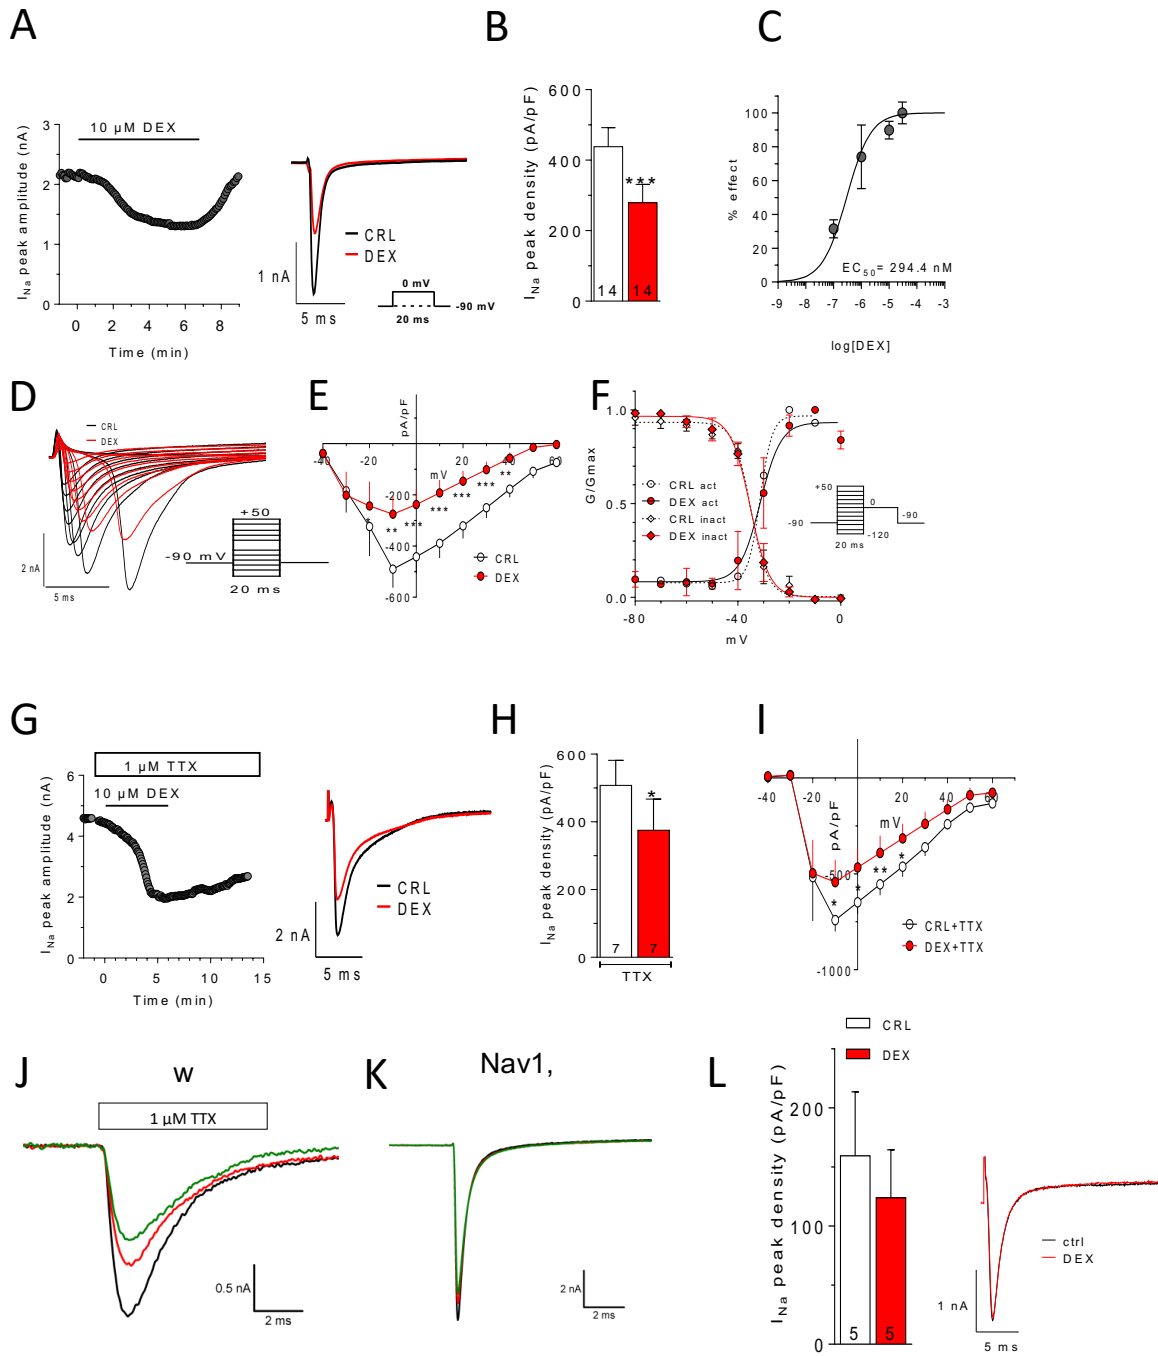 A
B
C
I_Na peak amplitude (nA)
3
2
1
0
10 µM DEX
0
2
4
6
8
Time (min)
CRL
DEX
1 nA
5 ms
0 mV
-90 mV
20 ms
I_Na peak density (pA/pF)
600
400
200
0
***
14
14
% effect
100
80
60
40
20
0
EC50= 294.4 nM
-9
-8
-7
-6
-5
-4
-3
log[DEX]
D
E
F
CRL
DEX
2 nA
5 ms
+50
-90 mV
20 ms
pA/pF
-40
-20
mV
20
40
60
-200
-400
-600
*
**
***
***
***
***
**
CRL
DEX
G/Gmax
1.0
0.5
0.0
CRL act
DEX act
CRL inact
DEX inact
+50
0
-90
-90
-120
20 ms
-80
-40
0
mV
G
H
I
I_Na peak amplitude (nA)
6
4
2
0
1 µM TTX
10 µM DEX
0
5
10
15
Time (min)
CRL
DEX
2 nA
5 ms
I_Na peak density (pA/pF)
600
400
200
0
*
7
7
TTX
-40
-20
20
40
60
mV
pA/pF
-500
-1000
*
*
**
*
CRL+TTX
DEX+TTX
J
w
K
Nav1,
L
1 µM TTX
0.5 nA
2 ms
2 nA
2 ms
CRL
DEX
I_Na peak density (pA/pF)
200
100
0
5
5
ctrl
DEX
1 nA
5 ms